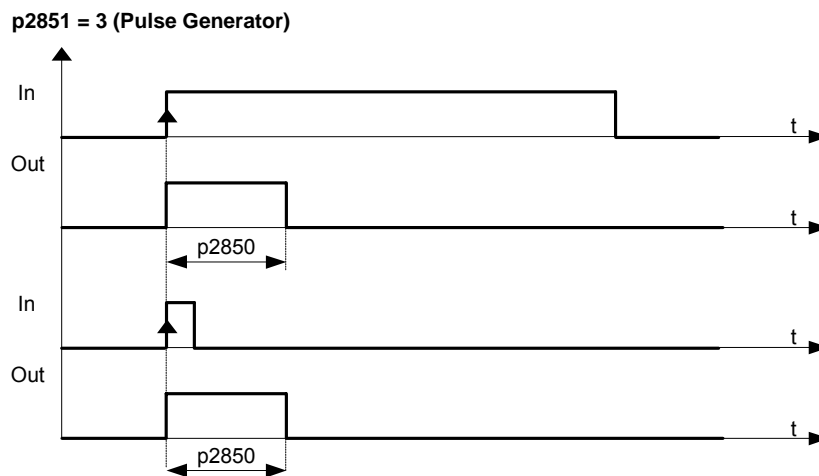 p2851 = 3 (Pulse Generator)
In
t
Out
t
p2850
In
t
Out
t
p2850